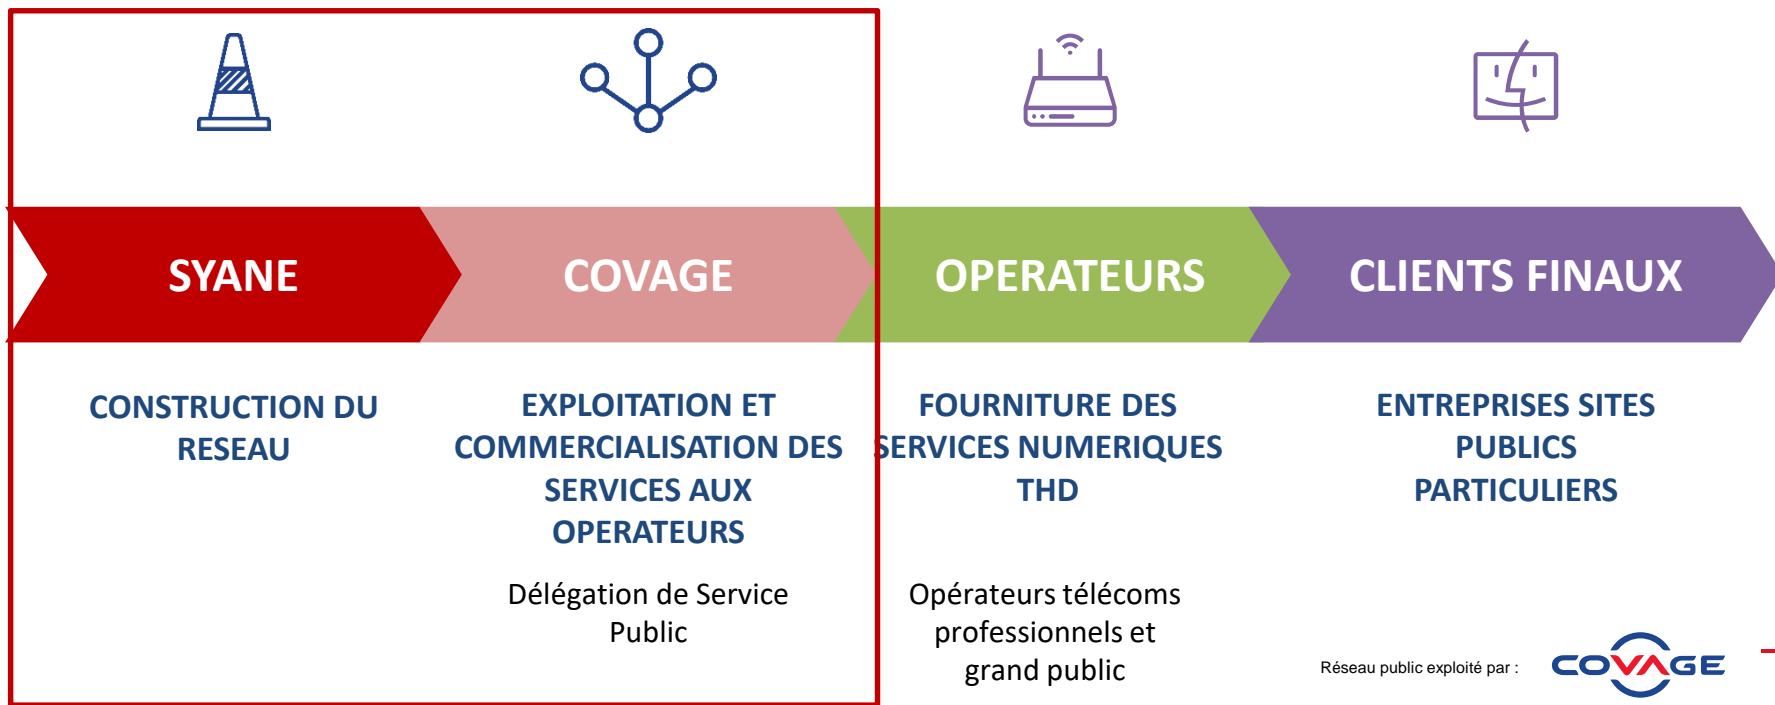 SYANE
COVAGE
OPERATEURS
CLIENTS FINAUX
CONSTRUCTION DU
RESEAU
EXPLOITATION ET
COMMERCIALISATION DES
SERVICES AUX
OPERATEURS
Délégation de Service
Public
FOURNITURE DES
SERVICES NUMERIQUES
THD
Opérateurs télécoms
professionnels et
grand public
ENTREPRISES SITES
PUBLICS
PARTICULIERS
Réseau public exploité par :
COVAGE